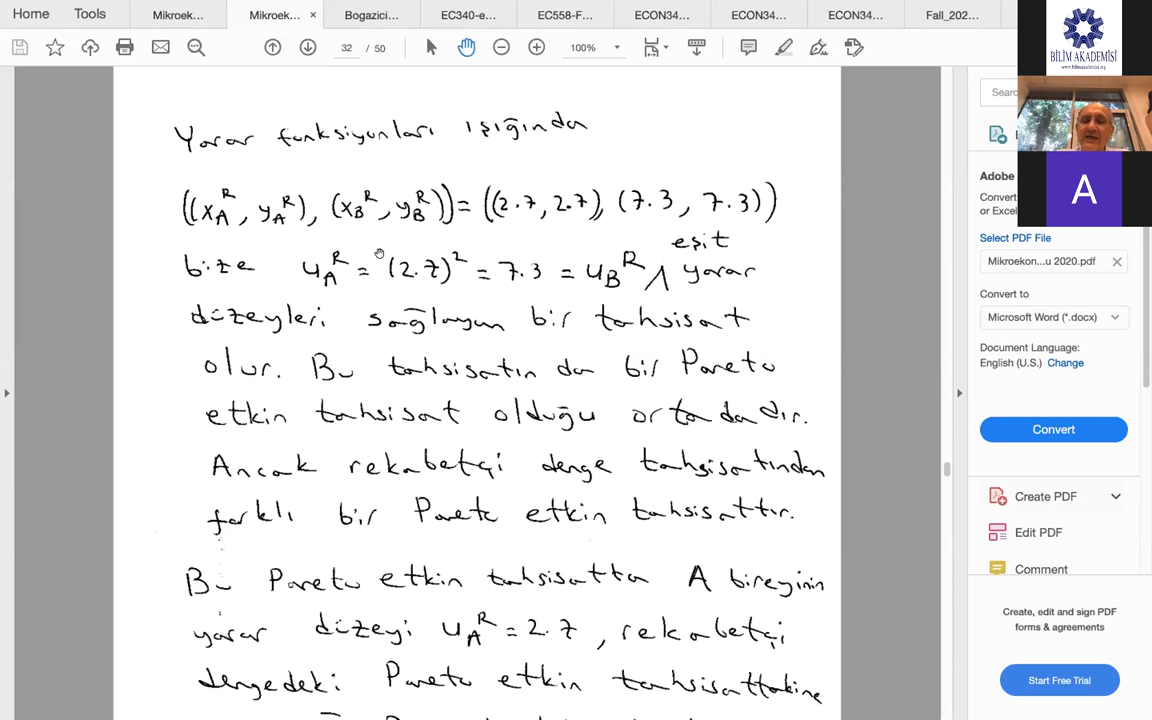 Home Tools Mikroek... Mikroek... × Bogazici... EC340-e... EC558-F... ECON34... ECON34... ECON34... Fall_202...
32 / 50 100%
BİLİM AKADEMİSİ
www.bilimakademisi.org
A
Yarar fonksiyonları ışığında
((x_A^R, y_A^R), (x_B^R, y_B^R)) = ((2.7, 2.7), (7.3, 7.3))
eşit
bize u_A^R = (2.7)^2 = 7.3 = u_B^R ∧ yarar
düzeyleri sağlayan bir tahsisat
olur. Bu tahsisatın da bir Pareto
etkin tahsisat olduğu ortadadır.
Ancak rekabetçi denge tahsisatından
farklı bir Pareto etkin tahsisattır.
Bu Pareto etkin tahsisatta A bireyinin
yarar düzeyi u_A^R = 2.7, rekabetçi
dengedeki Pareto etkin tahsisattakine
Sear
Adobe
or Excel
Select PDF File
Mikroekon...u 2020.pdf ×
Convert to
Microsoft Word (*.docx)
Document Language:
English (U.S.) Change
Convert
Create PDF
Edit PDF
Comment
Create, edit and sign PDF
forms & agreements
Start Free Trial